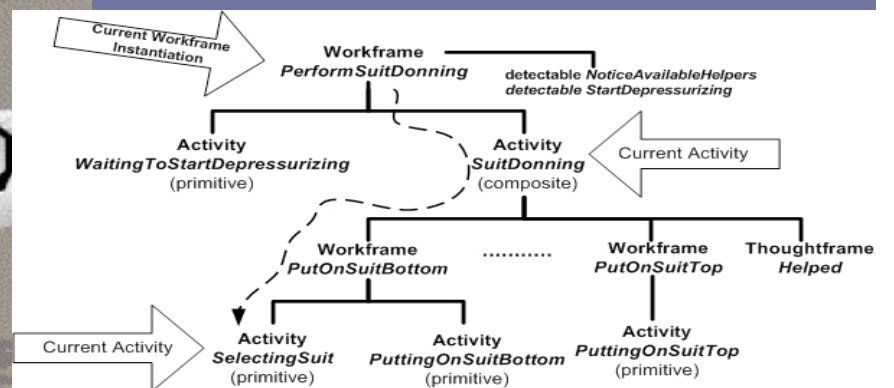 Current Workframe
Instantiation
Workframe
PerformSuitDonning
detectable NoticeAvailableHelpers
detectable StartDepressurizing
Activity
WaitingToStartDepressurizing
(primitive)
Activity
SuitDonning
(composite)
Current Activity
Workframe
PutOnSuitBottom
............
Workframe
PutOnSuitTop
Thoughtframe
Helped
Current Activity
Activity
SelectingSuit
(primitive)
Activity
PuttingOnSuitBottom
(primitive)
Activity
PuttingOnSuitTop
(primitive)